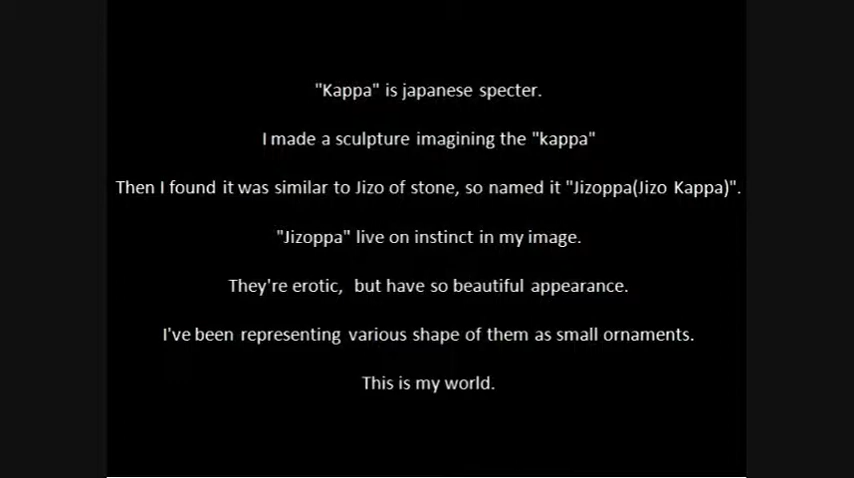 "Kappa" is japanese specter.
I made a sculpture imagining the "kappa"
Then I found it was similar to Jizo of stone, so named it "Jizoppa(Jizo Kappa)".
"Jizoppa" live on instinct in my image.
They're erotic,  but have so beautiful appearance.
I've been representing various shape of them as small ornaments.
This is my world.